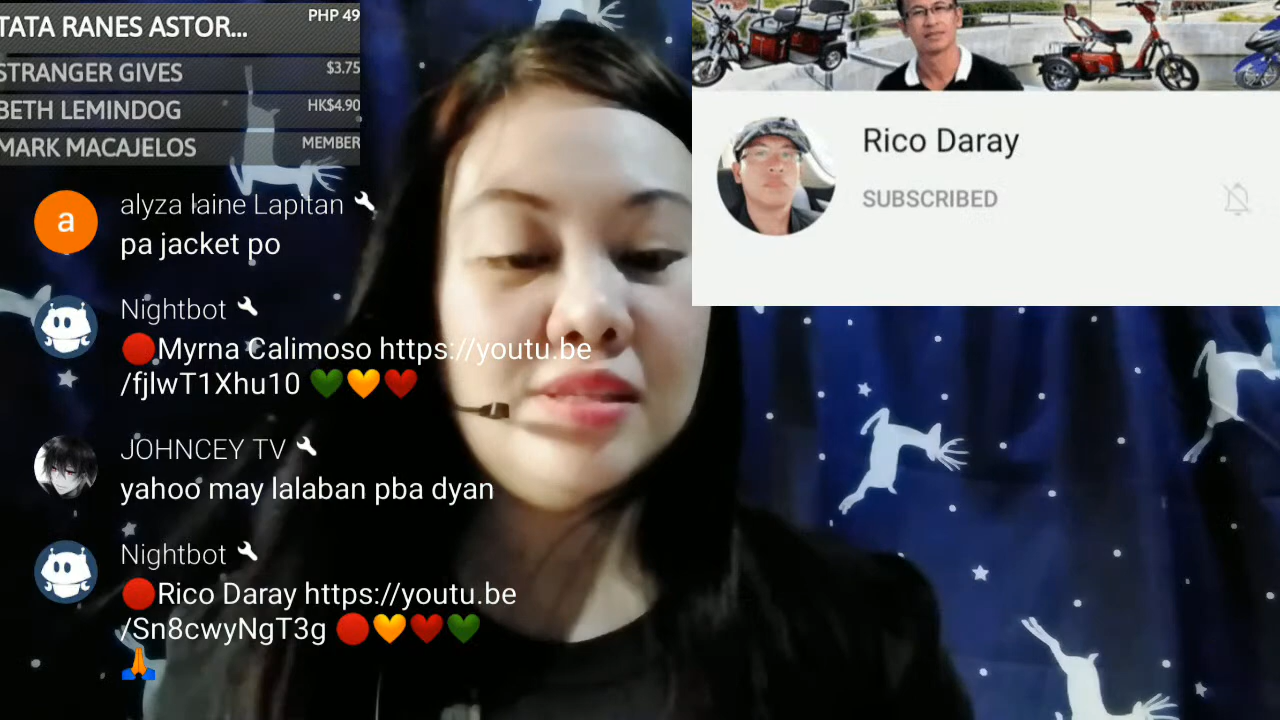 TATA RANES ASTOR... PHP 49
STRANGER GIVES $3.75
BETH LEMINDOG HK$4.90
MARK MACAJELOS MEMBER
Rico Daray
SUBSCRIBED
a
alyza laine Lapitan
pa jacket po
Nightbot
🔴Myrna Calimoso https://youtu.be
/fjlwT1Xhu10 💚🧡❤️
JOHNCEY TV
yahoo may lalaban pba dyan
Nightbot
🔴Rico Daray https://youtu.be
/Sn8cwyNgT3g 🔴🧡❤️💚
🙏